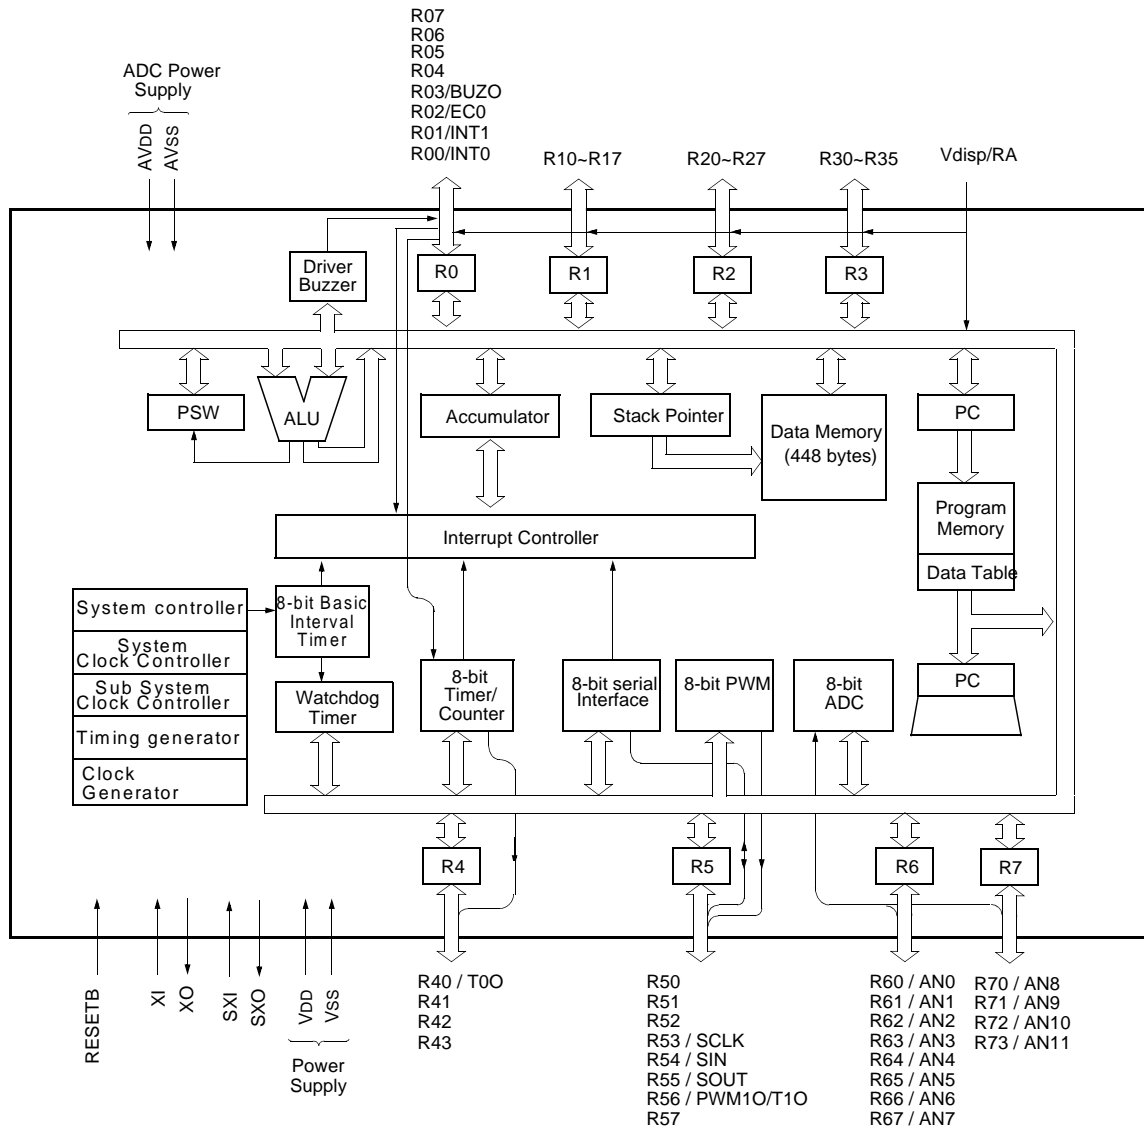 R07
R06
R05
R04
R03/BUZO
R02/EC0
R01/INT1
R00/INT0
ADC Power
Supply
AVDD
AVSS
R10~R17
R20~R27
R30~R35
Vdisp/RA
Driver
Buzzer
R0
R1
R2
R3
PSW
ALU
Accumulator
Stack Pointer
Data Memory
(448 bytes)
PC
Program
Memory
Data Table
Interrupt Controller
System controller
System
Clock Controller
Sub System
Clock Controller
Timing generator
Clock
Generator
8-bit Basic
Interval
Timer
Watchdog
Timer
8-bit
Timer/
Counter
8-bit serial
Interface
8-bit PWM
8-bit
ADC
PC
R4
R5
R6
R7
RESETB
XI
XO
SXI
SXO
VDD
VSS
Power
Supply
R40 / T0O
R41
R42
R43
R50
R51
R52
R53 / SCLK
R54 / SIN
R55 / SOUT
R56 / PWM1O/T1O
R57
R60 / AN0
R61 / AN1
R62 / AN2
R63 / AN3
R64 / AN4
R65 / AN5
R66 / AN6
R67 / AN7
R70 / AN8
R71 / AN9
R72 / AN10
R73 / AN11